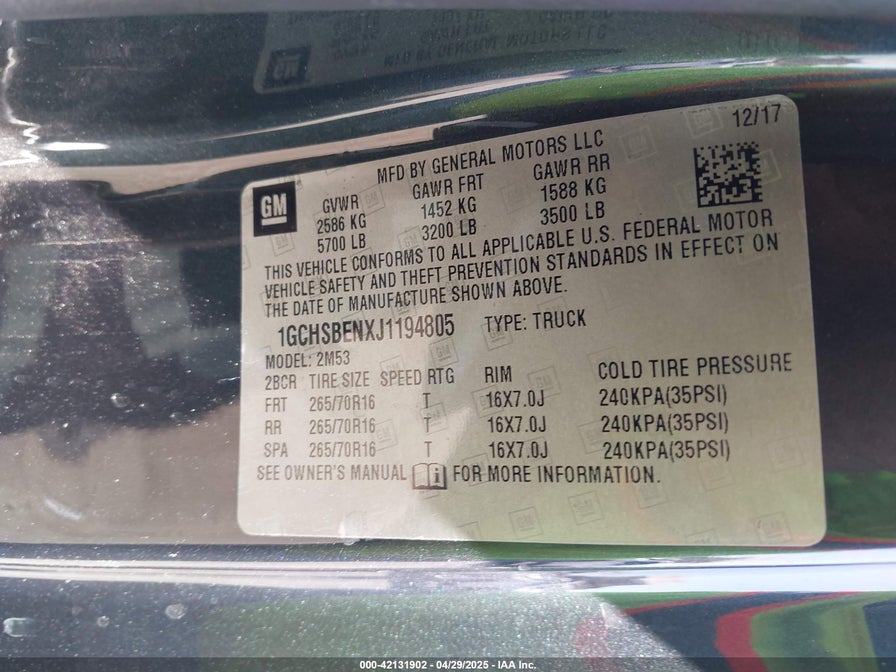 12/17
MFD BY GENERAL MOTORS LLC
GM
GVWR GAWR FRT GAWR RR
2586 KG 1452 KG 1588 KG
5700 LB 3200 LB 3500 LB
THIS VEHICLE CONFORMS TO ALL APPLICABLE U.S. FEDERAL MOTOR
VEHICLE SAFETY AND THEFT PREVENTION STANDARDS IN EFFECT ON
THE DATE OF MANUFACTURE SHOWN ABOVE.
1GCHSBENXJ1194805 TYPE: TRUCK
MODEL: 2M53
2BCR TIRE SIZE SPEED RTG RIM COLD TIRE PRESSURE
FRT 265/70R16 T 16X7.0J 240KPA(35PSI)
RR 265/70R16 T 16X7.0J 240KPA(35PSI)
SPA 265/70R16 T 16X7.0J 240KPA(35PSI)
SEE OWNER'S MANUAL FOR MORE INFORMATION.
000-42131902 - 04/29/2025 - IAA Inc.